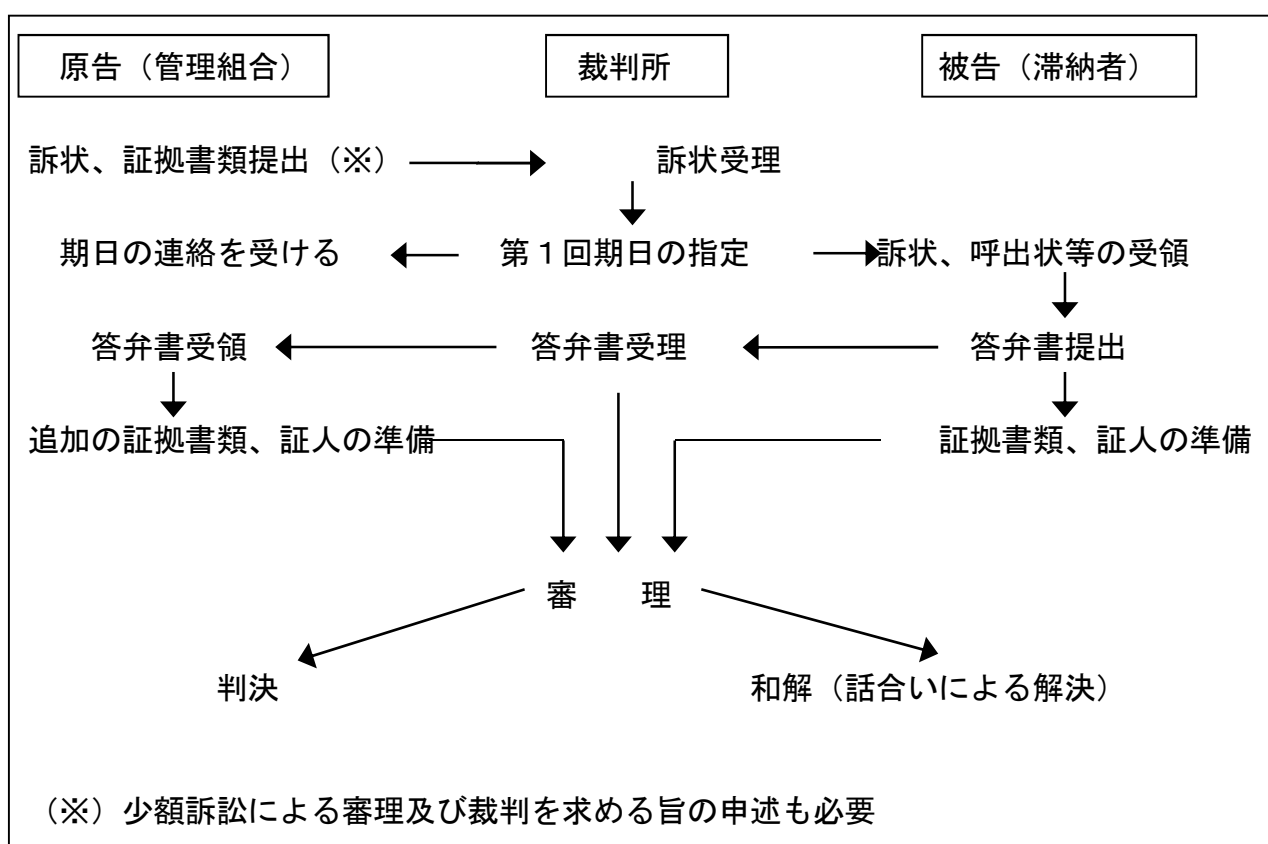 原告（管理組合） 裁判所 被告（滞納者）
訴状、証拠書類提出（※） 訴状受理
期日の連絡を受ける 第１回期日の指定 訴状、呼出状等の受領
答弁書受領 答弁書受理 答弁書提出
追加の証拠書類、証人の準備 証拠書類、証人の準備
審　理
判決 和解（話合いによる解決）
（※）少額訴訟による審理及び裁判を求める旨の申述も必要